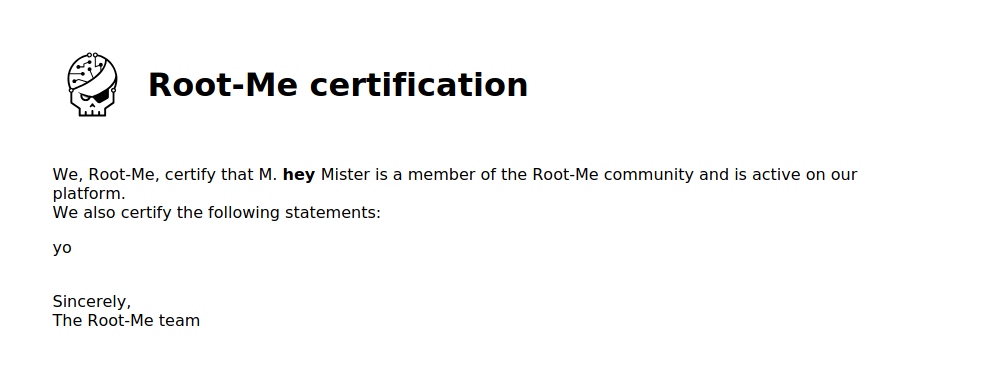 Root-Me certification
We, Root-Me, certify that M. hey Mister is a member of the Root-Me community and is active on our
platform.
We also certify the following statements:
yo
Sincerely,
The Root-Me team